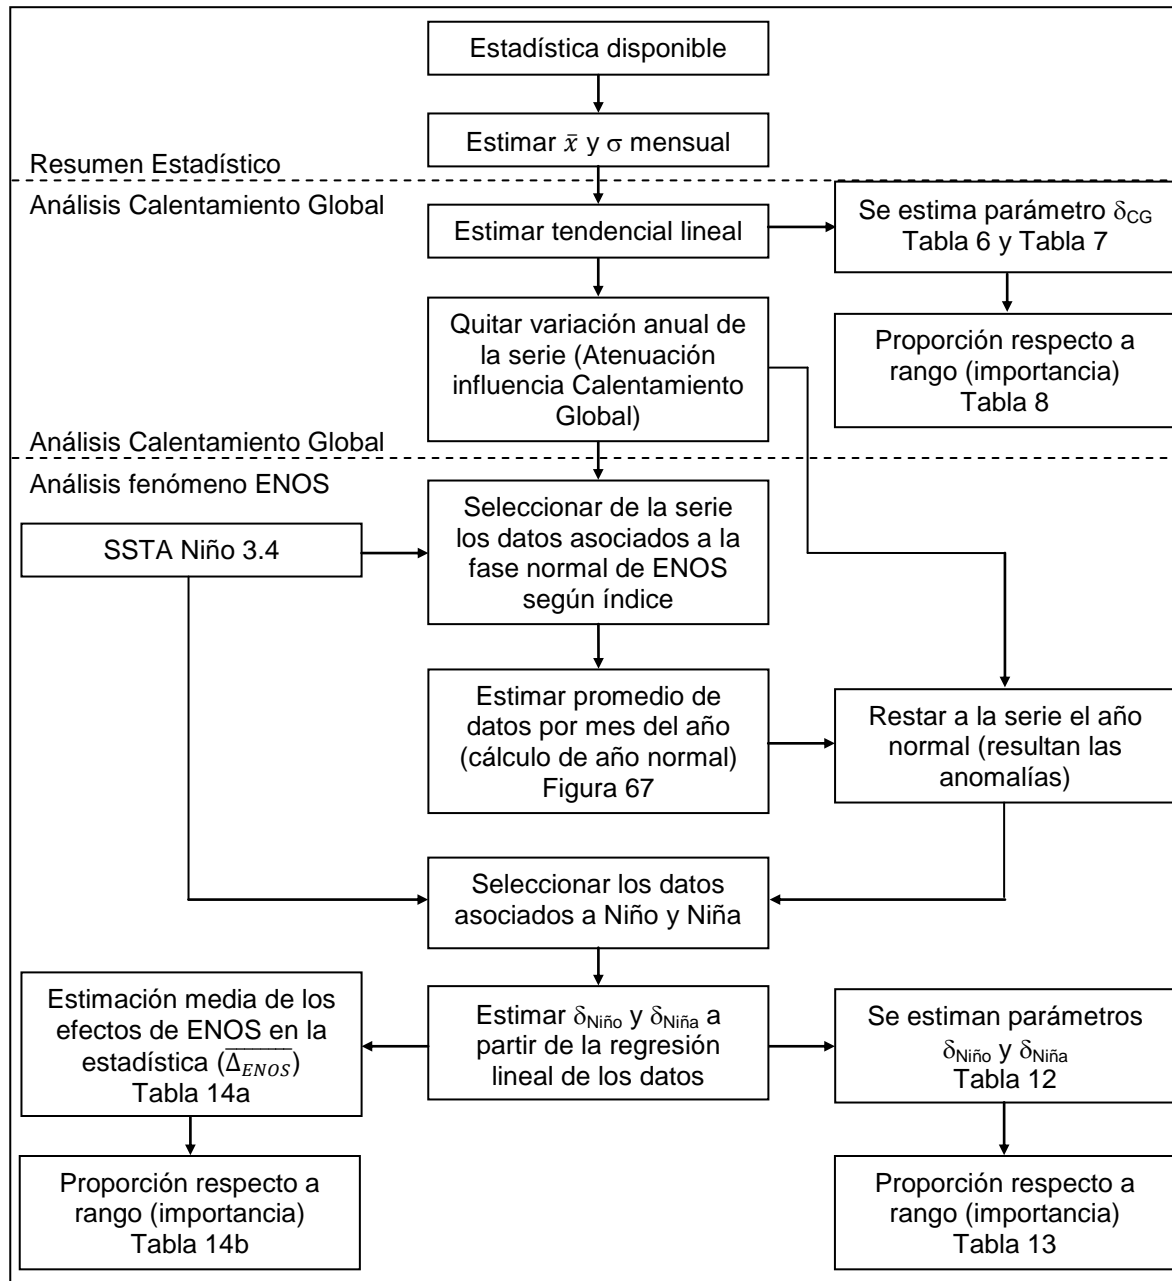 Estadística disponible
Estimar x̄ y σ mensual
Resumen Estadístico
Análisis Calentamiento Global
Estimar tendencial lineal
Se estima parámetro δCG
Tabla 6 y Tabla 7
Quitar variación anual de
la serie (Atenuación
influencia Calentamiento
Global)
Proporción respecto a
rango (importancia)
Tabla 8
Análisis Calentamiento Global
Análisis fenómeno ENOS
SSTA Niño 3.4
Seleccionar de la serie
los datos asociados a la
fase normal de ENOS
según índice
Estimar promedio de
datos por mes del año
(cálculo de año normal)
Figura 67
Restar a la serie el año
normal (resultan las
anomalías)
Seleccionar los datos
asociados a Niño y Niña
Estimación media de los
efectos de ENOS en la
estadística (Δ̅E̅N̅O̅S̅)
Tabla 14a
Estimar δNiño y δNiña a
partir de la regresión
lineal de los datos
Se estiman parámetros
δNiño y δNiña
Tabla 12
Proporción respecto a
rango (importancia)
Tabla 14b
Proporción respecto a
rango (importancia)
Tabla 13